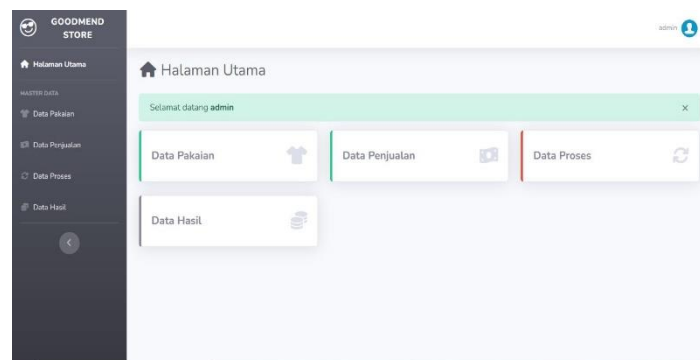 GOODMEND
STORE
admin
Halaman Utama
Halaman Utama
MASTER DATA
Selamat datang admin
×
Data Pakaian
Data Penjualan
Data Proses
Data Hasil
Data Pakaian
Data Penjualan
Data Proses
Data Hasil